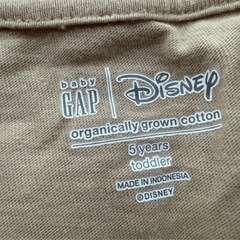 baby
GAP | Disney
organically grown cotton
5 years
toddler
MADE IN INDONESIA
@DISNEY